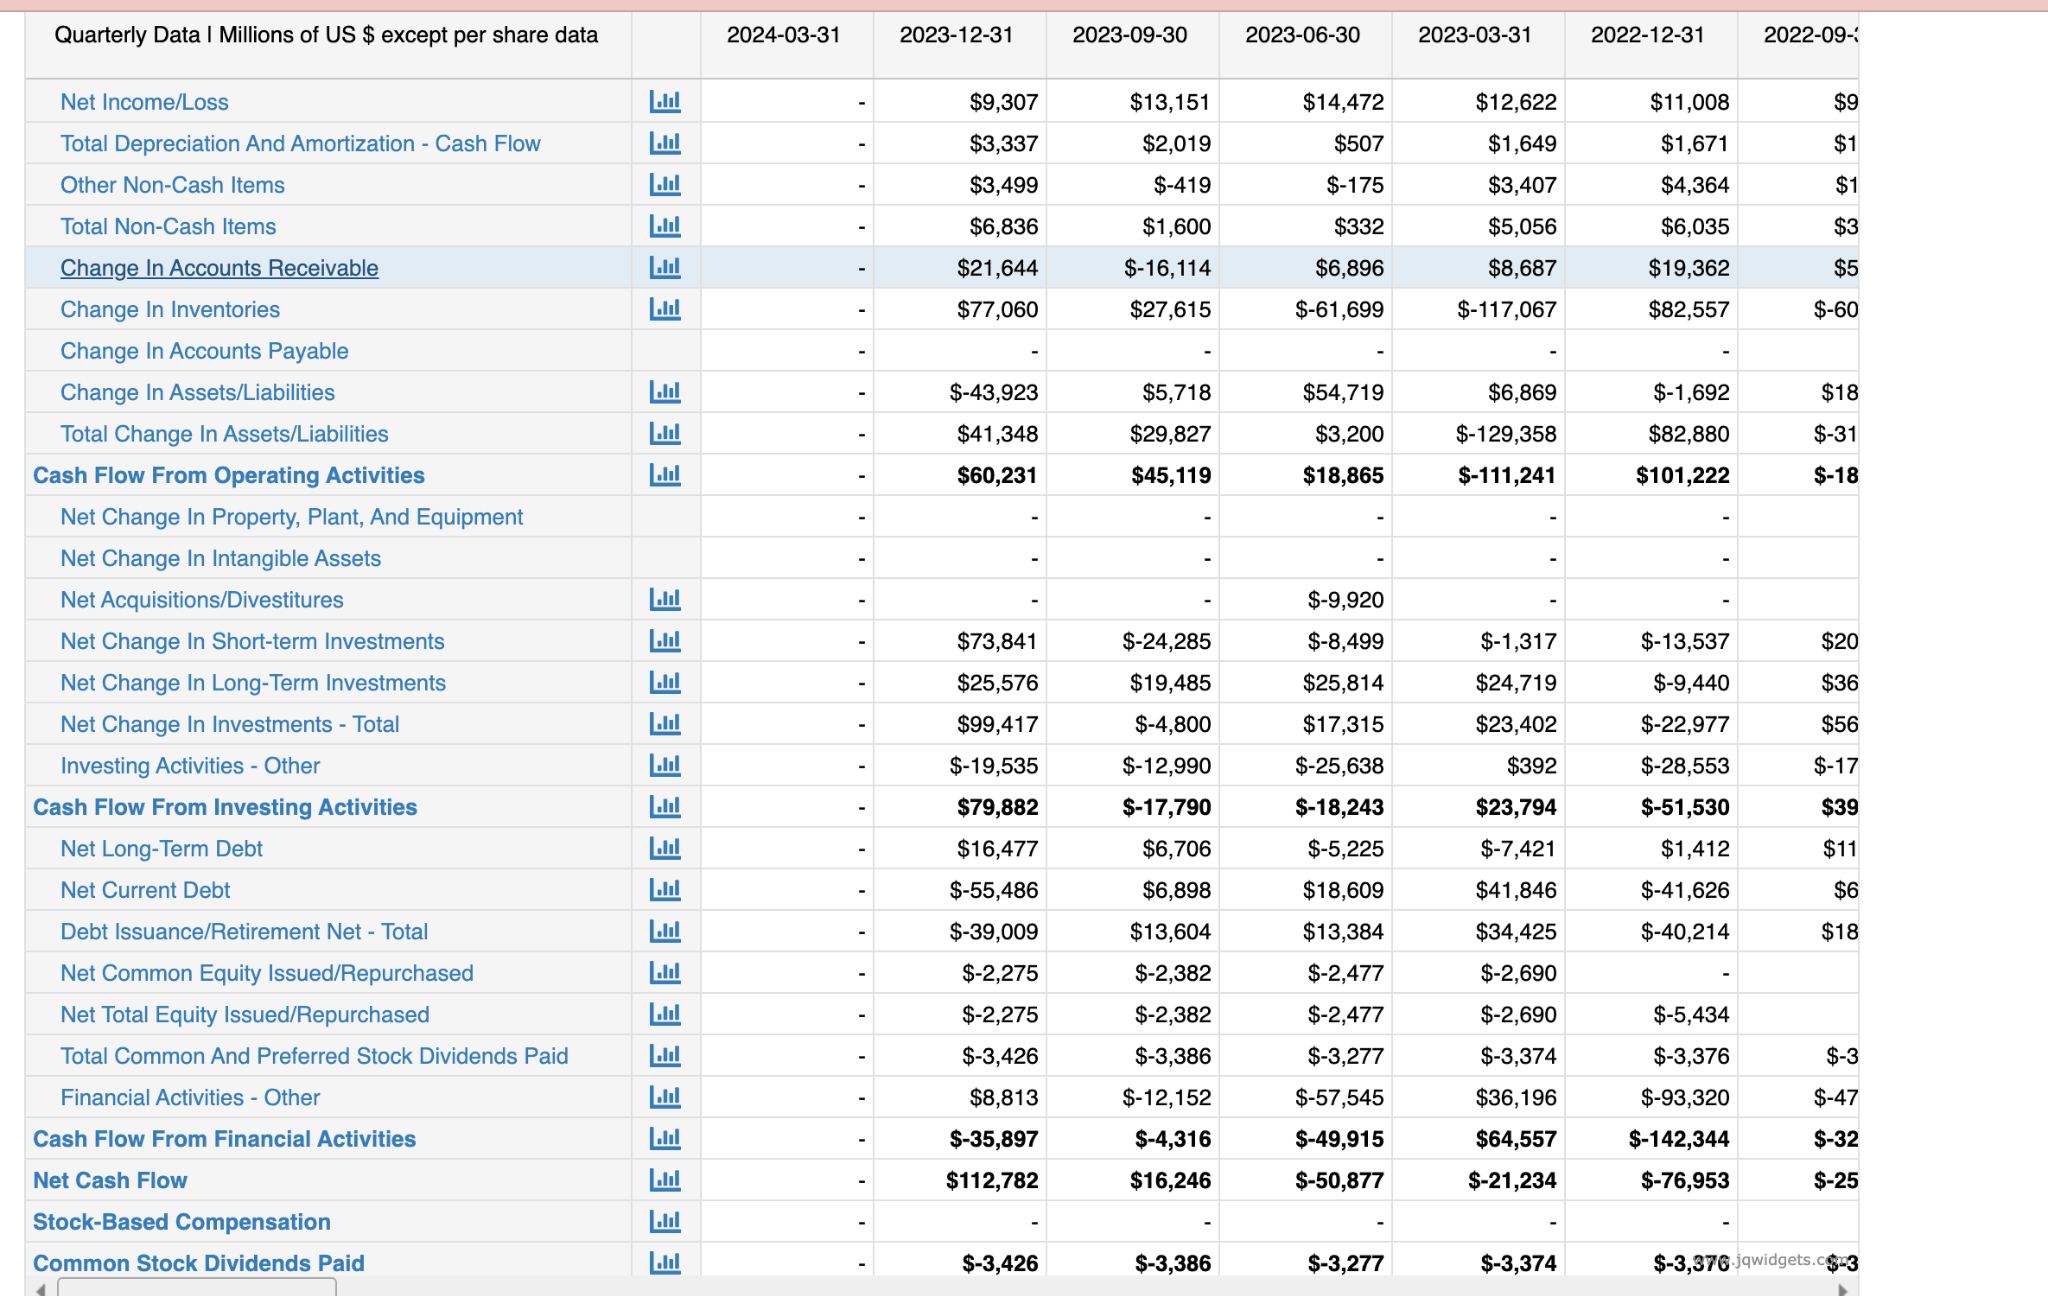 Quarterly Data | Millions of US $ except per share data 2024-03-31 2023-12-31 2023-09-30 2023-06-30 2023-03-31 2022-12-31 2022-09-3
Net Income/Loss - $9,307 $13,151 $14,472 $12,622 $11,008 $9
Total Depreciation And Amortization - Cash Flow - $3,337 $2,019 $507 $1,649 $1,671 $1
Other Non-Cash Items - $3,499 $-419 $-175 $3,407 $4,364 $1
Total Non-Cash Items - $6,836 $1,600 $332 $5,056 $6,035 $3
Change In Accounts Receivable - $21,644 $-16,114 $6,896 $8,687 $19,362 $5
Change In Inventories - $77,060 $27,615 $-61,699 $-117,067 $82,557 $-60
Change In Accounts Payable - - - - - -
Change In Assets/Liabilities - $-43,923 $5,718 $54,719 $6,869 $-1,692 $18
Total Change In Assets/Liabilities - $41,348 $29,827 $3,200 $-129,358 $82,880 $-31
Cash Flow From Operating Activities - $60,231 $45,119 $18,865 $-111,241 $101,222 $-18
Net Change In Property, Plant, And Equipment - - - - - -
Net Change In Intangible Assets - - - - - -
Net Acquisitions/Divestitures - - - $-9,920 - -
Net Change In Short-term Investments - $73,841 $-24,285 $-8,499 $-1,317 $-13,537 $20
Net Change In Long-Term Investments - $25,576 $19,485 $25,814 $24,719 $-9,440 $36
Net Change In Investments - Total - $99,417 $-4,800 $17,315 $23,402 $-22,977 $56
Investing Activities - Other - $-19,535 $-12,990 $-25,638 $392 $-28,553 $-17
Cash Flow From Investing Activities - $79,882 $-17,790 $-18,243 $23,794 $-51,530 $39
Net Long-Term Debt - $16,477 $6,706 $-5,225 $-7,421 $1,412 $11
Net Current Debt - $-55,486 $6,898 $18,609 $41,846 $-41,626 $6
Debt Issuance/Retirement Net - Total - $-39,009 $13,604 $13,384 $34,425 $-40,214 $18
Net Common Equity Issued/Repurchased - $-2,275 $-2,382 $-2,477 $-2,690 -
Net Total Equity Issued/Repurchased - $-2,275 $-2,382 $-2,477 $-2,690 $-5,434
Total Common And Preferred Stock Dividends Paid - $-3,426 $-3,386 $-3,277 $-3,374 $-3,376 $-3
Financial Activities - Other - $8,813 $-12,152 $-57,545 $36,196 $-93,320 $-47
Cash Flow From Financial Activities - $-35,897 $-4,316 $-49,915 $64,557 $-142,344 $-32
Net Cash Flow - $112,782 $16,246 $-50,877 $-21,234 $-76,953 $-25
Stock-Based Compensation - - - - - -
Common Stock Dividends Paid - $-3,426 $-3,386 $-3,277 $-3,374 $-3,376 $-3
www.jqwidgets.com